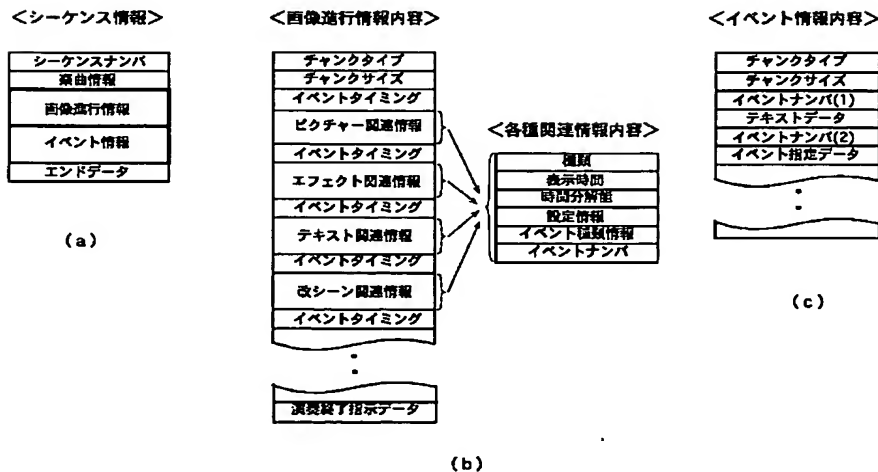 <シーケンス情報>
シーケンスナンバ
楽曲情報
画像進行情報
イベント情報
エンドデータ
(a)
<画像進行情報内容>
チャンクタイプ
チャンクサイズ
イベントタイミング
ピクチャー関連情報
イベントタイミング
エフェクト関連情報
イベントタイミング
テキスト関連情報
イベントタイミング
改シーン関連情報
イベントタイミング
演奏終了指示データ
(b)
<各種関連情報内容>
種類
表示時間
時間分解能
設定情報
イベント種類情報
イベントナンバ
<イベント情報内容>
チャンクタイプ
チャンクサイズ
イベントナンバ(1)
テキストデータ
イベントナンバ(2)
イベント指定データ
(c)